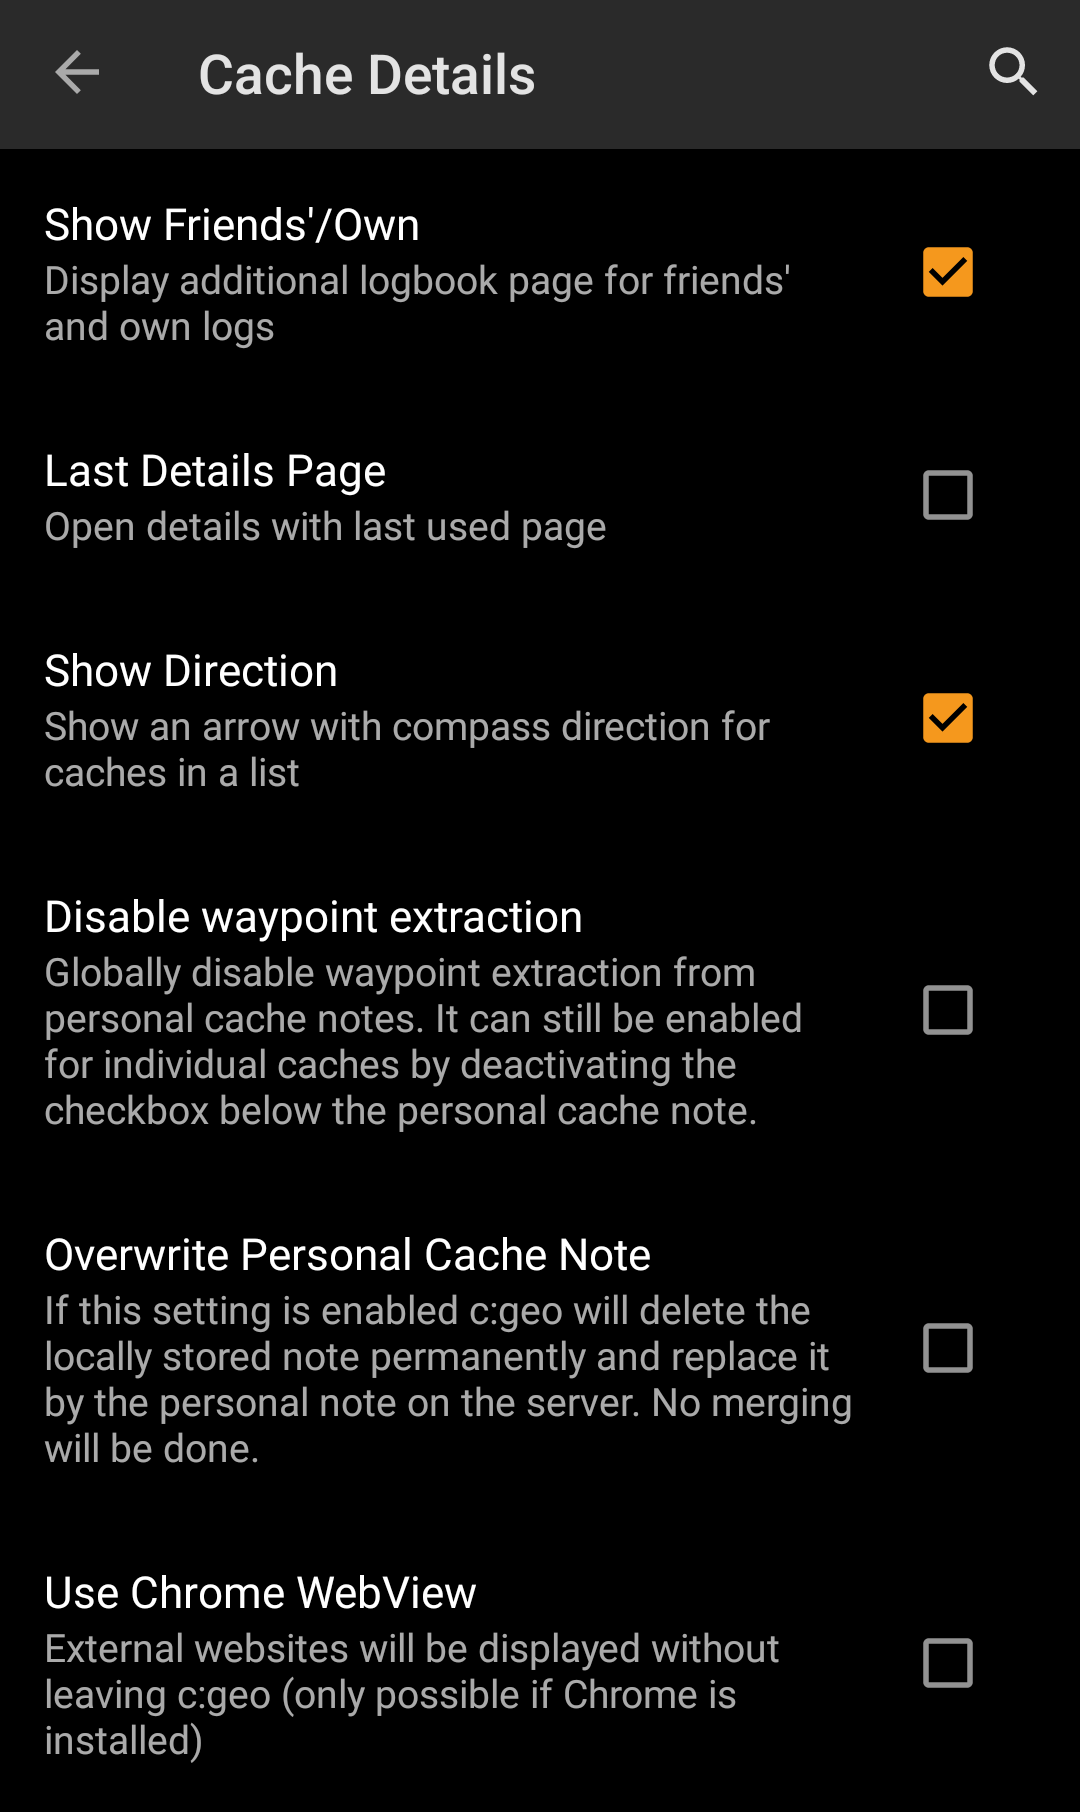 Cache Details
Show Friends'/Own
Display additional logbook page for friends'
and own logs
Last Details Page
Open details with last used page
Show Direction
Show an arrow with compass direction for
caches in a list
Disable waypoint extraction
Globally disable waypoint extraction from
personal cache notes. It can still be enabled
for individual caches by deactivating the
checkbox below the personal cache note.
Overwrite Personal Cache Note
If this setting is enabled c:geo will delete the
locally stored note permanently and replace it
by the personal note on the server. No merging
will be done.
Use Chrome WebView
External websites will be displayed without
leaving c:geo (only possible if Chrome is
installed)